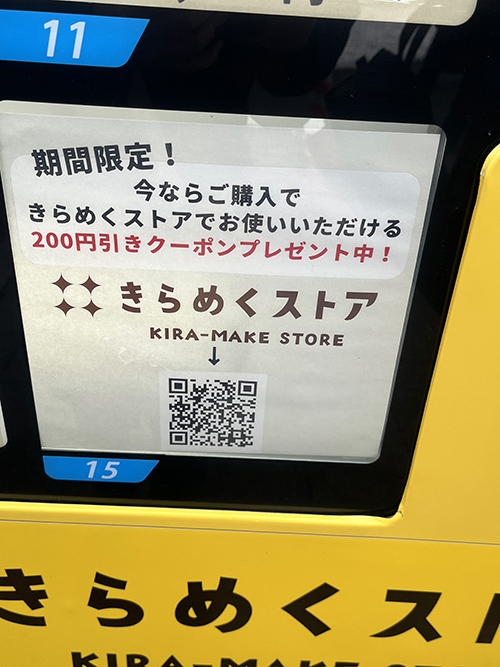 11
期間限定！
今ならご購入で
きらめくストアでお使いいただける
200円引きクーポンプレゼント中！
きらめくストア
KIRA-MAKE STORE
↓
15
きらめくスト
KIRA-MAKE STO